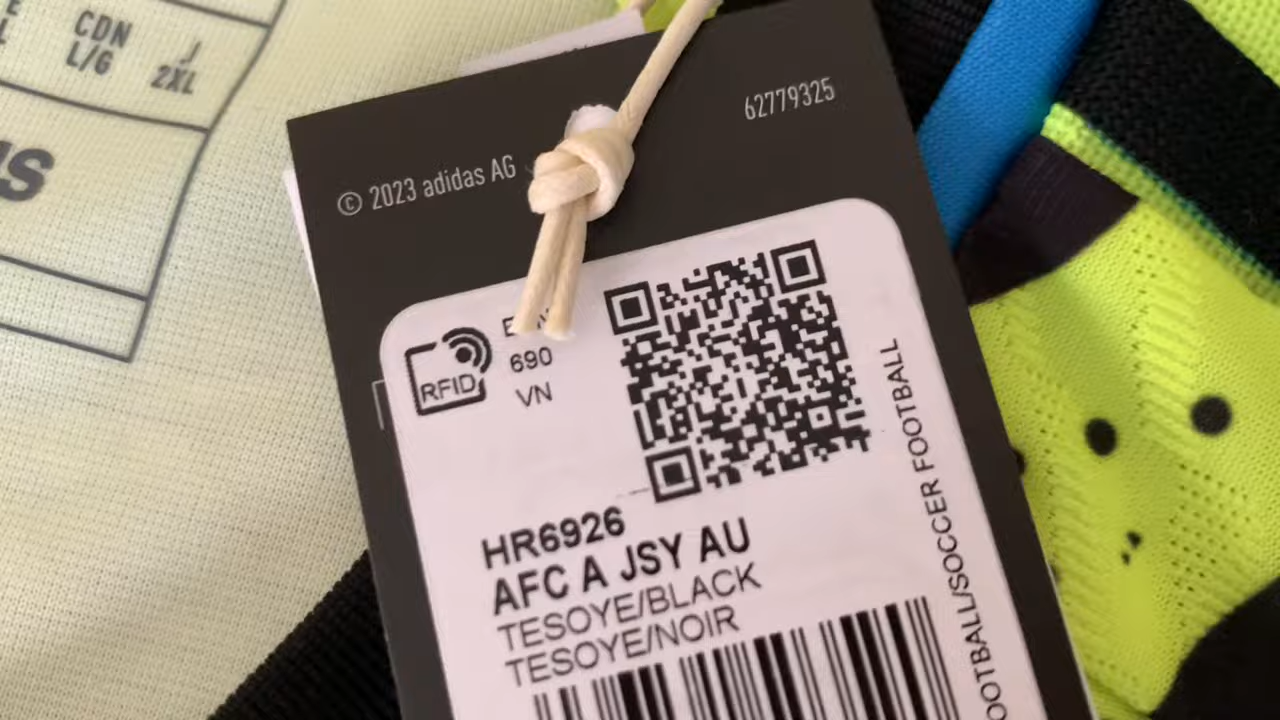 CDN
L/G
J
2XL
62779325
© 2023 adidas AG
RFID
690
VN
HR6926
AFC A JSY AU
TESOYE/BLACK
TESOYE/NOIR
OOTBALL/SOCCER FOOTBALL